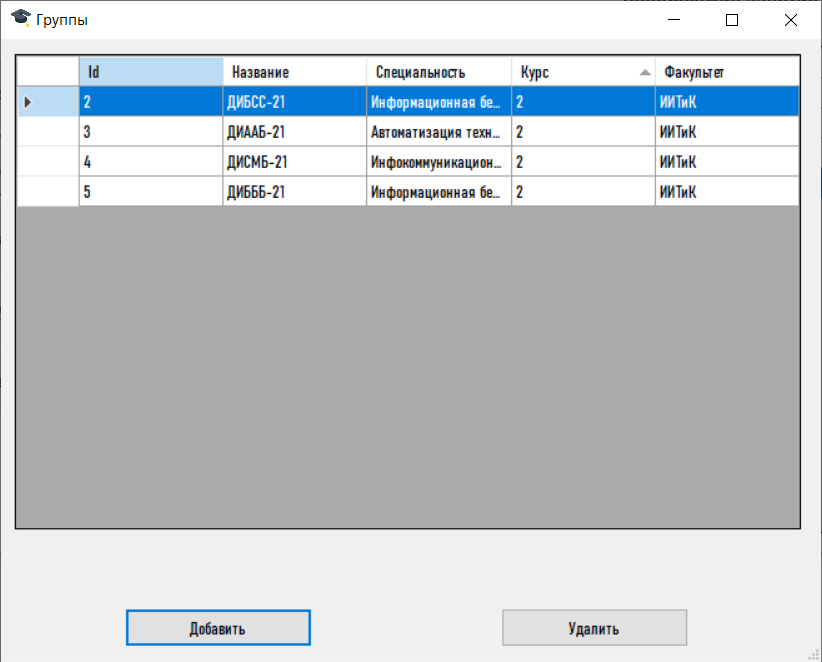 Группы
Id Название Специальность Курс Факультет
2 ДИБСС-21 Информационная бе... 2 ИИТиК
3 ДИААБ-21 Автоматизация техн... 2 ИИТиК
4 ДИСМБ-21 Инфокоммуникацион... 2 ИИТиК
5 ДИБББ-21 Информационная бе... 2 ИИТиК
Добавить Удалить